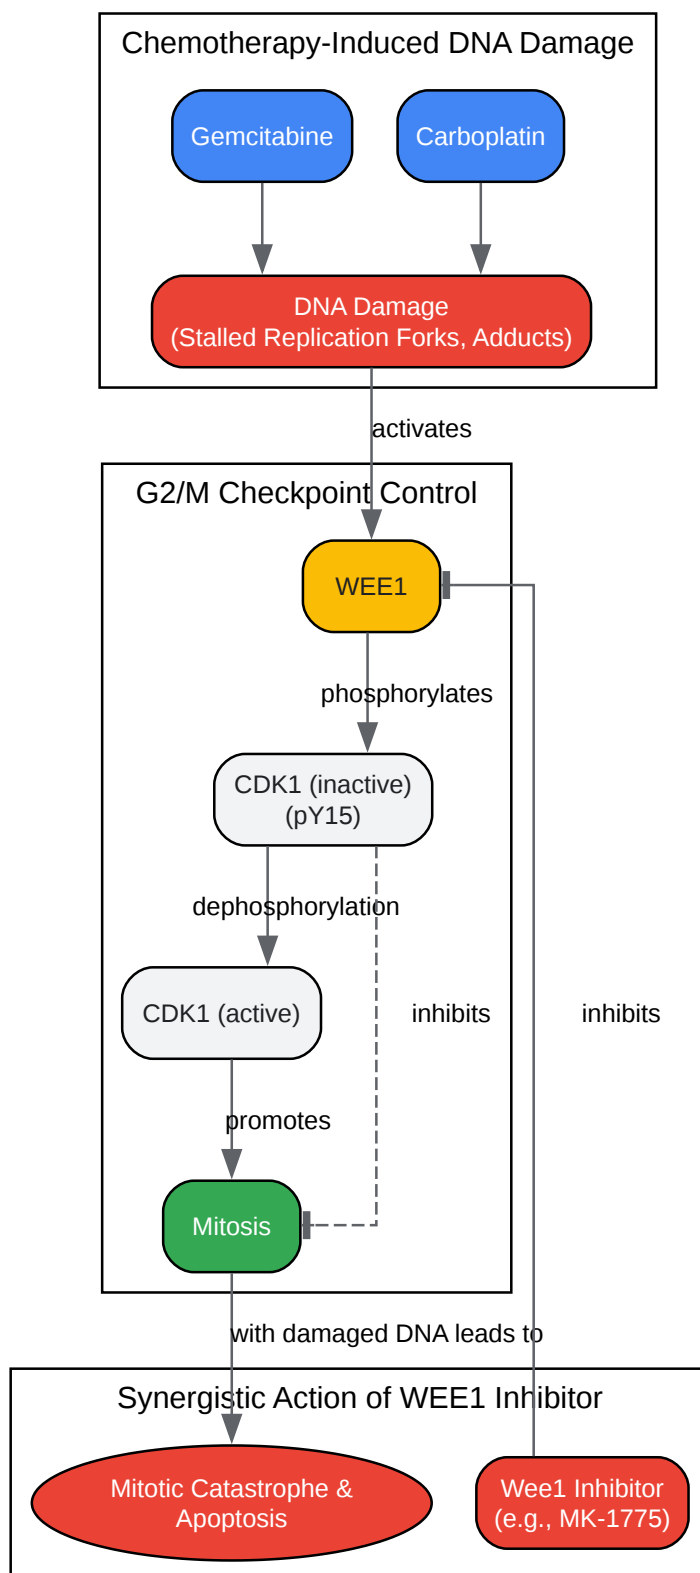 Chemotherapy-Induced DNA Damage
Gemcitabine
Carboplatin
DNA Damage
(Stalled Replication Forks, Adducts)
activates
G2/M Checkpoint Control
WEE1
phosphorylates
CDK1 (inactive)
(pY15)
dephosphorylation
CDK1 (active)
inhibits
inhibits
promotes
Mitosis
with damaged DNA leads to
Synergistic Action of WEE1 Inhibitor
Mitotic Catastrophe &
Apoptosis
Wee1 Inhibitor
(e.g., MK-1775)